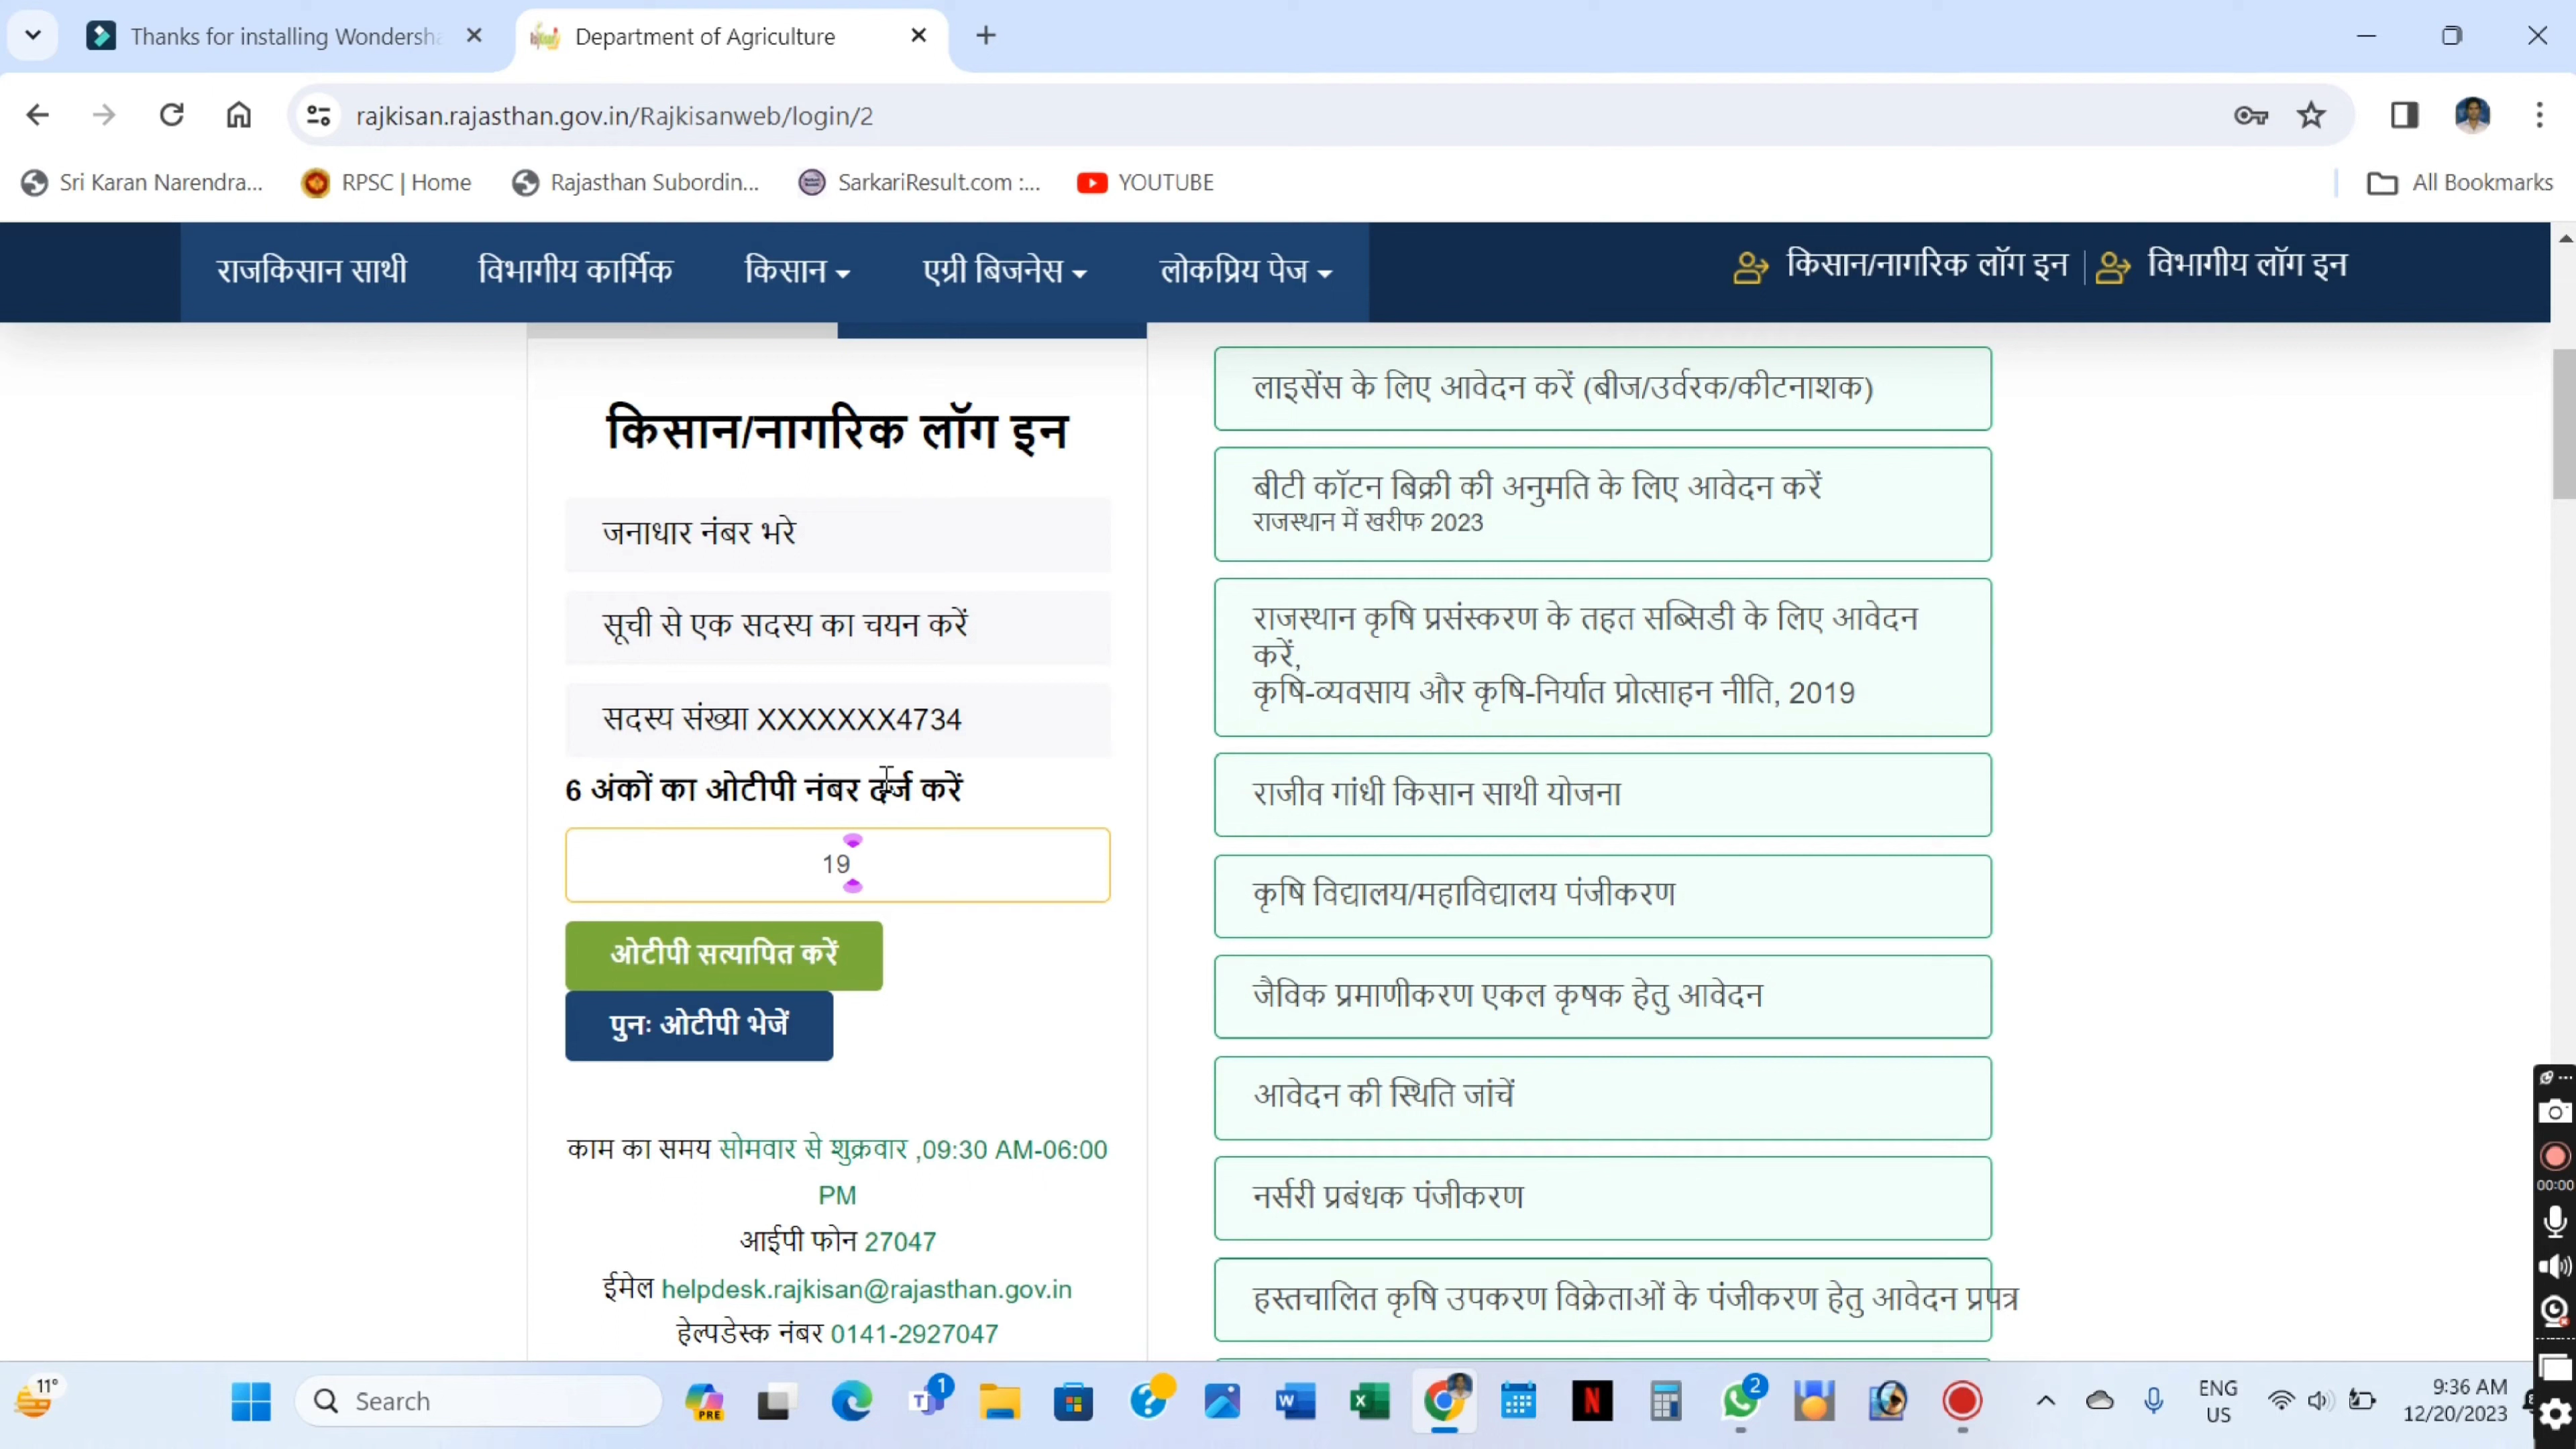 Thanks for installing Wondersha
Department of Agriculture
rajkisan.rajasthan.gov.in/Rajkisanweb/login/2
Sri Karan Narendra...
RPSC | Home
Rajasthan Subordin...
SarkariResult.com :...
YOUTUBE
All Bookmarks
राजकिसान साथी
विभागीय कार्मिक
किसान
एग्री बिजनेस
लोकप्रिय पेज
किसान/नागरिक लॉग इन
विभागीय लॉग इन
किसान/नागरिक लॉग इन
जनाधार नंबर भरे
सूची से एक सदस्य का चयन करें
सदस्य संख्या XXXXXXX4734
6 अंकों का ओटीपी नंबर दर्ज करें
19
ओटीपी सत्यापित करें
पुनः ओटीपी भेजें
काम का समय सोमवार से शुक्रवार ,09:30 AM-06:00
PM
आईपी फोन 27047
ईमेल helpdesk.rajkisan@rajasthan.gov.in
हेल्पडेस्क नंबर 0141-2927047
लाइसेंस के लिए आवेदन करें (बीज/उर्वरक/कीटनाशक)
बीटी कॉटन बिक्री की अनुमति के लिए आवेदन करें
राजस्थान में खरीफ 2023
राजस्थान कृषि प्रसंस्करण के तहत सब्सिडी के लिए आवेदन
करें,
कृषि-व्यवसाय और कृषि-निर्यात प्रोत्साहन नीति, 2019
राजीव गांधी किसान साथी योजना
कृषि विद्यालय/महाविद्यालय पंजीकरण
जैविक प्रमाणीकरण एकल कृषक हेतु आवेदन
आवेदन की स्थिति जांचें
नर्सरी प्रबंधक पंजीकरण
हस्तचालित कृषि उपकरण विक्रेताओं के पंजीकरण हेतु आवेदन प्रपत्र
00:00
11°
Search
PRE
1
2
ENG
US
9:36 AM
12/20/2023